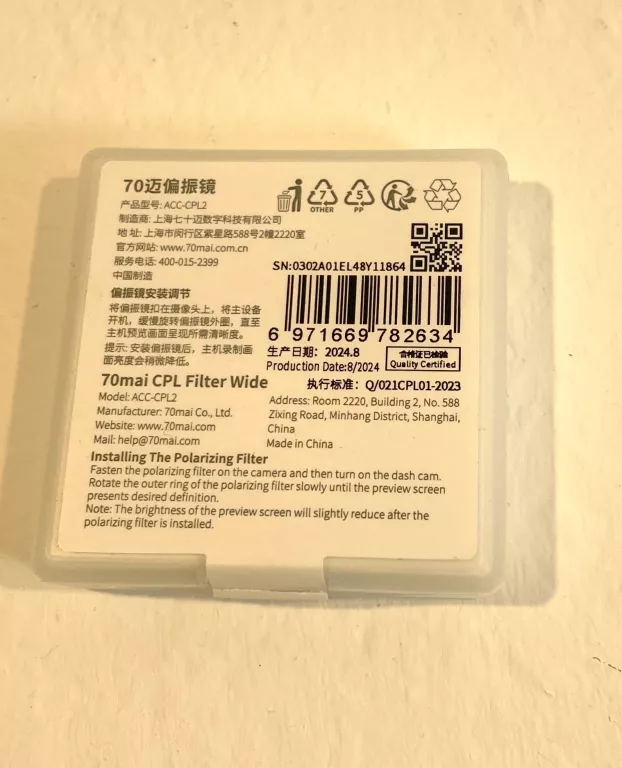 70迈偏振镜
产品型号: ACC-CPL2
制造商: 上海七十迈数字科技有限公司
地 址: 上海市闵行区紫星路588号2幢2220室
官方网站: www.70mai.com.cn
服务电话: 400-015-2399
中国制造
偏振镜安装调节
将偏振镜扣在摄像头上，将主设备
开机，缓慢旋转偏振镜外圈，直至
主机预览画面呈现所需清晰度。
提示: 安装偏振镜后，主机录制画
面亮度会稍微降低。
7
OTHER
5
PP
SN:0302A01EL48Y11864
6 971669 782634
生产日期: 2024.8
Production Date:8/2024
合格证已检验
Quality Certified
执行标准: Q/021CPL01-2023
70mai CPL Filter Wide
Model: ACC-CPL2
Manufacturer: 70mai Co., Ltd.
Website: www.70mai.com
Mail: help@70mai.com
Address: Room 2220, Building 2, No. 588
Zixing Road, Minhang District, Shanghai,
China
Made in China
Installing The Polarizing Filter
Fasten the polarizing filter on the camera and then turn on the dash cam.
Rotate the outer ring of the polarizing filter slowly until the preview screen
presents desired definition.
Note: The brightness of the preview screen will slightly reduce after the
polarizing filter is installed.